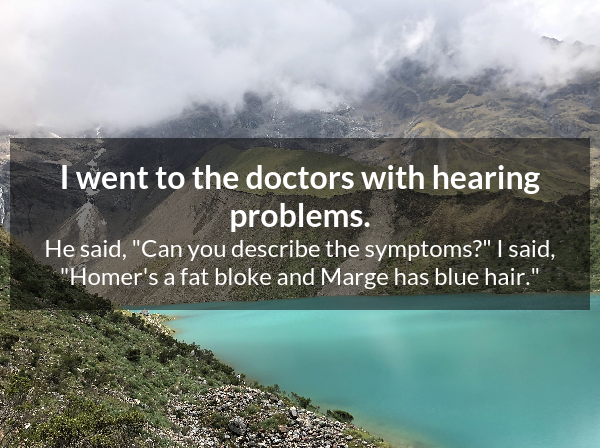 I went to the doctors with hearing
problems.
He said, "Can you describe the symptoms?" I said,
"Homer's a fat bloke and Marge has blue hair."